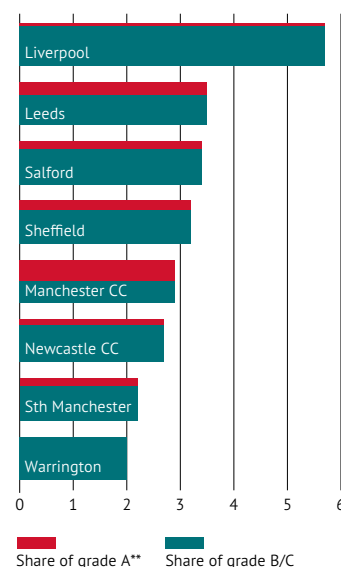 Liverpool
Leeds
Salford
Sheffield
Manchester CC
Newcastle CC
Sth Manchester
Warrington
0 1 2 3 4 5 6
Share of grade A** Share of grade B/C